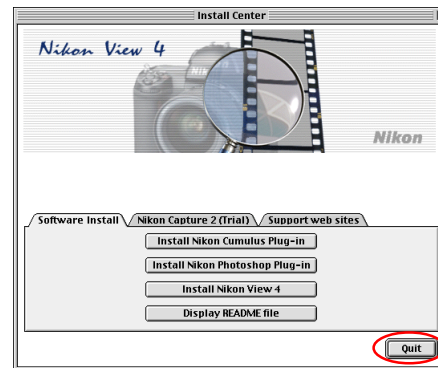 Install Center
Nikon View 4
Nikon
Software Install Nikon Capture 2 (Trial) Support web sites
Install Nikon Cumulus Plug-in
Install Nikon Photoshop Plug-in
Install Nikon View 4
Display README file
Quit